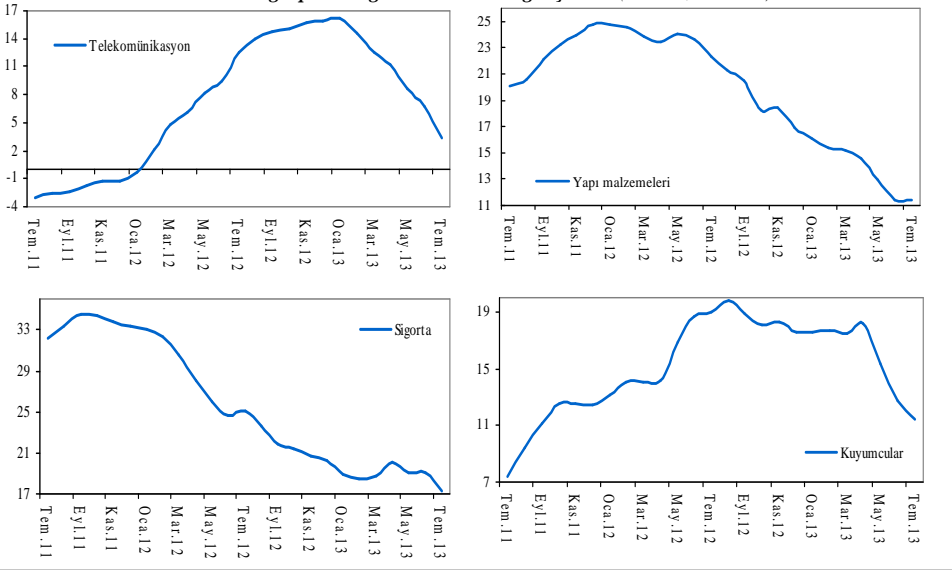 17
14
11
8
5
2
-1
-4
Telekomünikasyon
Tem.11
Eyl.11
Kas.11
Oca.12
Mar.12
May.12
Tem.12
Eyl.12
Kas.12
Oca.13
Mar.13
May.13
Tem.13
25
23
21
19
17
15
13
11
Yapı malzemeleri
Tem.11
Eyl.11
Kas.11
Oca.12
Mar.12
May.12
Tem.12
Eyl.12
Kas.12
Oca.13
Mar.13
May.13
Tem.13
33
29
25
21
17
Sigorta
Tem.11
Eyl.11
Kas.11
Oca.12
Mar.12
May.12
Tem.12
Eyl.12
Kas.12
Oca.13
Mar.13
May.13
Tem.13
19
15
11
7
Kuyumcular
Tem.11
Eyl.11
Kas.11
Oca.12
Mar.12
May.12
Tem.12
Eyl.12
Kas.12
Oca.13
Mar.13
May.13
Tem.13